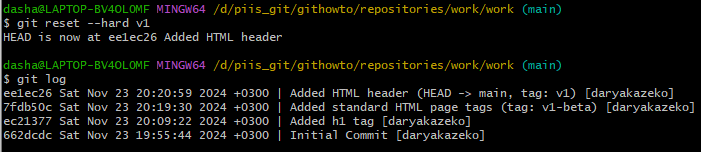 dasha@LAPTOP-BV4OL0MF MINGW64 /d/piis_git/githowto/repositories/work/work (main)
$ git reset --hard v1
HEAD is now at ee1ec26 Added HTML header
dasha@LAPTOP-BV4OL0MF MINGW64 /d/piis_git/githowto/repositories/work/work (main)
$ git log
ee1ec26 Sat Nov 23 20:20:59 2024 +0300 | Added HTML header (HEAD -> main, tag: v1) [daryakazeko]
7fdb50c Sat Nov 23 20:19:30 2024 +0300 | Added standard HTML page tags (tag: v1-beta) [daryakazeko]
ec21377 Sat Nov 23 20:09:22 2024 +0300 | Added h1 tag [daryakazeko]
662dcdc Sat Nov 23 19:55:44 2024 +0300 | Initial Commit [daryakazeko]